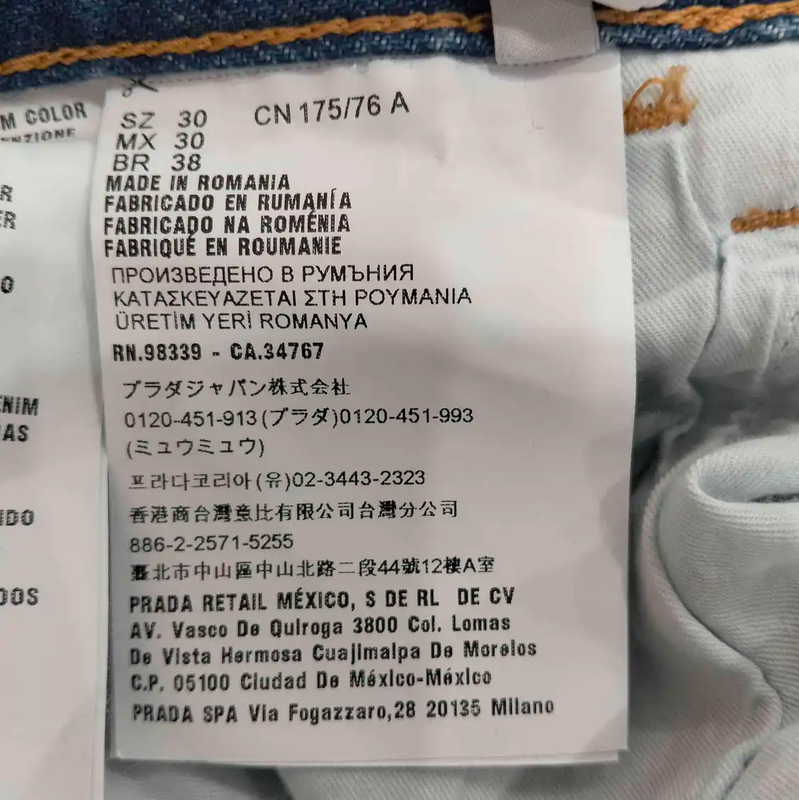 M COLOR
ENZIONE
R
ER
O
ENIM
AS
NDO
DOS
SZ 30 CN 175/76 A
MX 30
BR 38
MADE IN ROMANIA
FABRICADO EN RUMANÍA
FABRICADO NA ROMÉNIA
FABRIQUÉ EN ROUMANIE
ПРОИЗВЕДЕНО В РУМЪНИЯ
ΚΑΤΑΣΚΕΥΑΖΕΤΑΙ ΣΤΗ ΡΟΥΜΑΝΙΑ
ÜRETİM YERİ ROMANYA
RN.98339 - CA.34767
プラダジャパン株式会社
0120-451-913(プラダ)0120-451-993
(ミュウミュウ)
프라다코리아(유)02-3443-2323
香港商台灣意比有限公司台灣分公司
886-2-2571-5255
臺北市中山區中山北路二段44號12樓A室
PRADA RETAIL MÉXICO, S DE RL DE CV
AV. Vasco De Quiroga 3800 Col. Lomas
De Vista Hermosa Cuajimalpa De Morelos
C.P. 05100 Ciudad De México-México
PRADA SPA Via Fogazzaro,28 20135 Milano